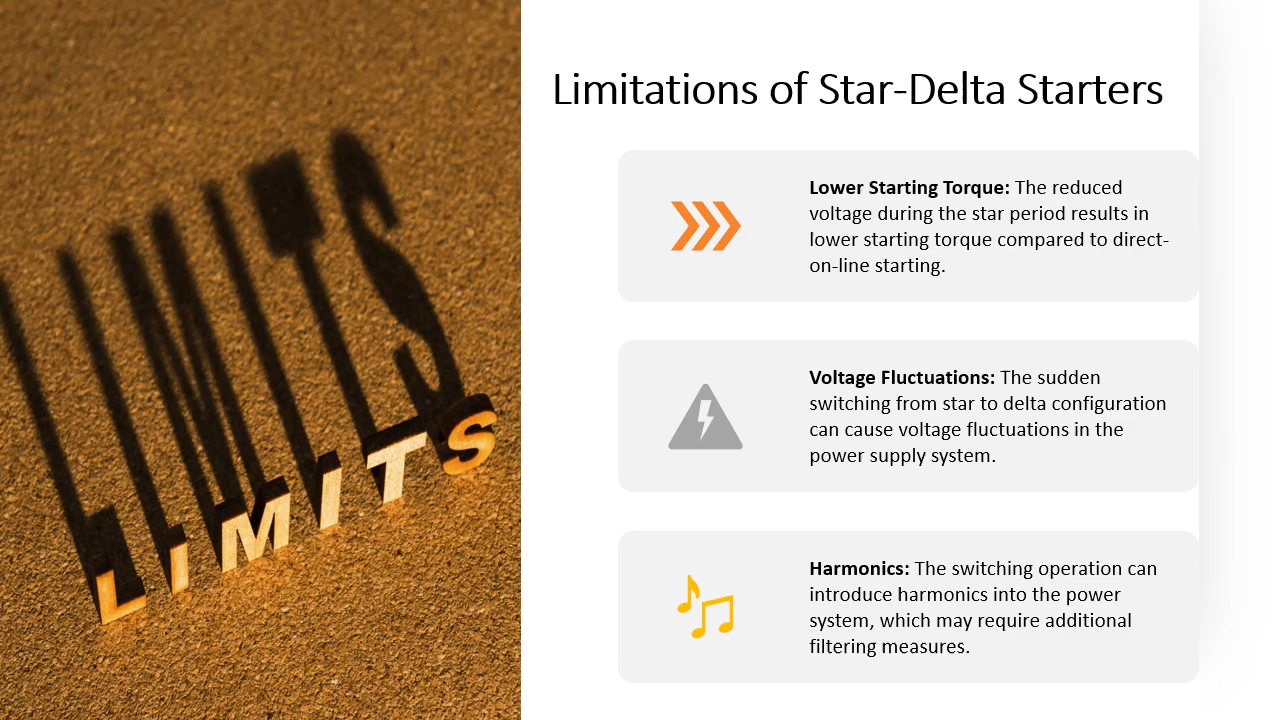 Limitations of Star-Delta Starters
Lower Starting Torque: The reduced
voltage during the star period results in
lower starting torque compared to direct-
on-line starting.
Voltage Fluctuations: The sudden
switching from star to delta configuration
can cause voltage fluctuations in the
power supply system.
Harmonics: The switching operation can
introduce harmonics into the power
system, which may require additional
filtering measures.
LIMITS